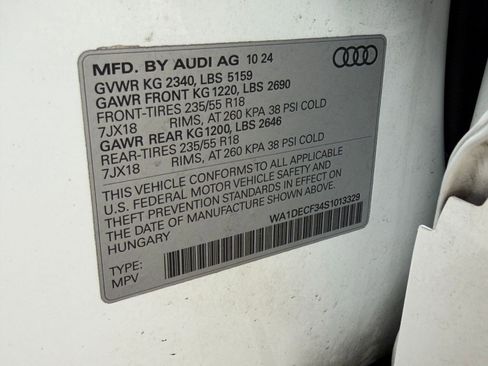 MFD. BY AUDI AG 10 24
GVWR KG 2340, LBS 5159
GAWR FRONT KG 1220, LBS 2690
FRONT-TIRES 235/55 R18
7JX18 RIMS, AT 260 KPA 38 PSI COLD
GAWR REAR KG 1200, LBS 2646
REAR-TIRES 235/55 R18
7JX18 RIMS, AT 260 KPA 38 PSI COLD
THIS VEHICLE CONFORMS TO ALL APPLICABLE
U.S. FEDERAL MOTOR VEHICLE SAFETY AND
THEFT PREVENTION STANDARDS IN EFFECT
ON THE DATE OF MANUFACTURE SHOWN ABOVE.
HUNGARY
WA1DECF34S1013329
TYPE:
MPV